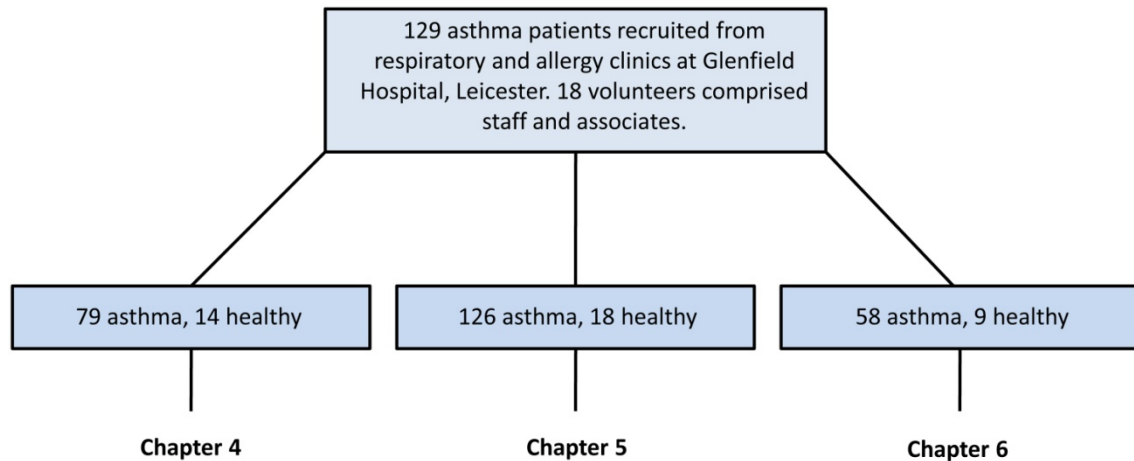 129 asthma patients recruited from
respiratory and allergy clinics at Glenfield
Hospital, Leicester. 18 volunteers comprised
staff and associates.
79 asthma, 14 healthy
126 asthma, 18 healthy
58 asthma, 9 healthy
Chapter 4
Chapter 5
Chapter 6